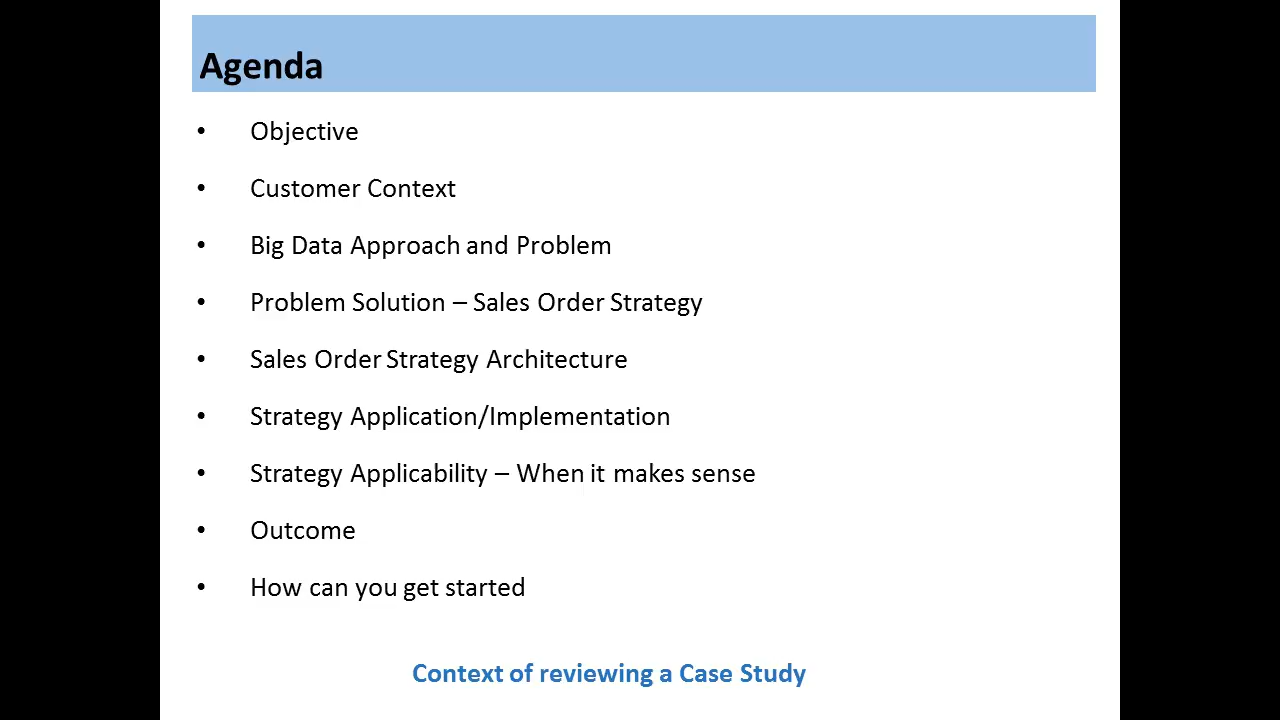 Agenda
• Objective
• Customer Context
• Big Data Approach and Problem
• Problem Solution – Sales Order Strategy
• Sales Order Strategy Architecture
• Strategy Application/Implementation
• Strategy Applicability – When it makes sense
• Outcome
• How can you get started
Context of reviewing a Case Study